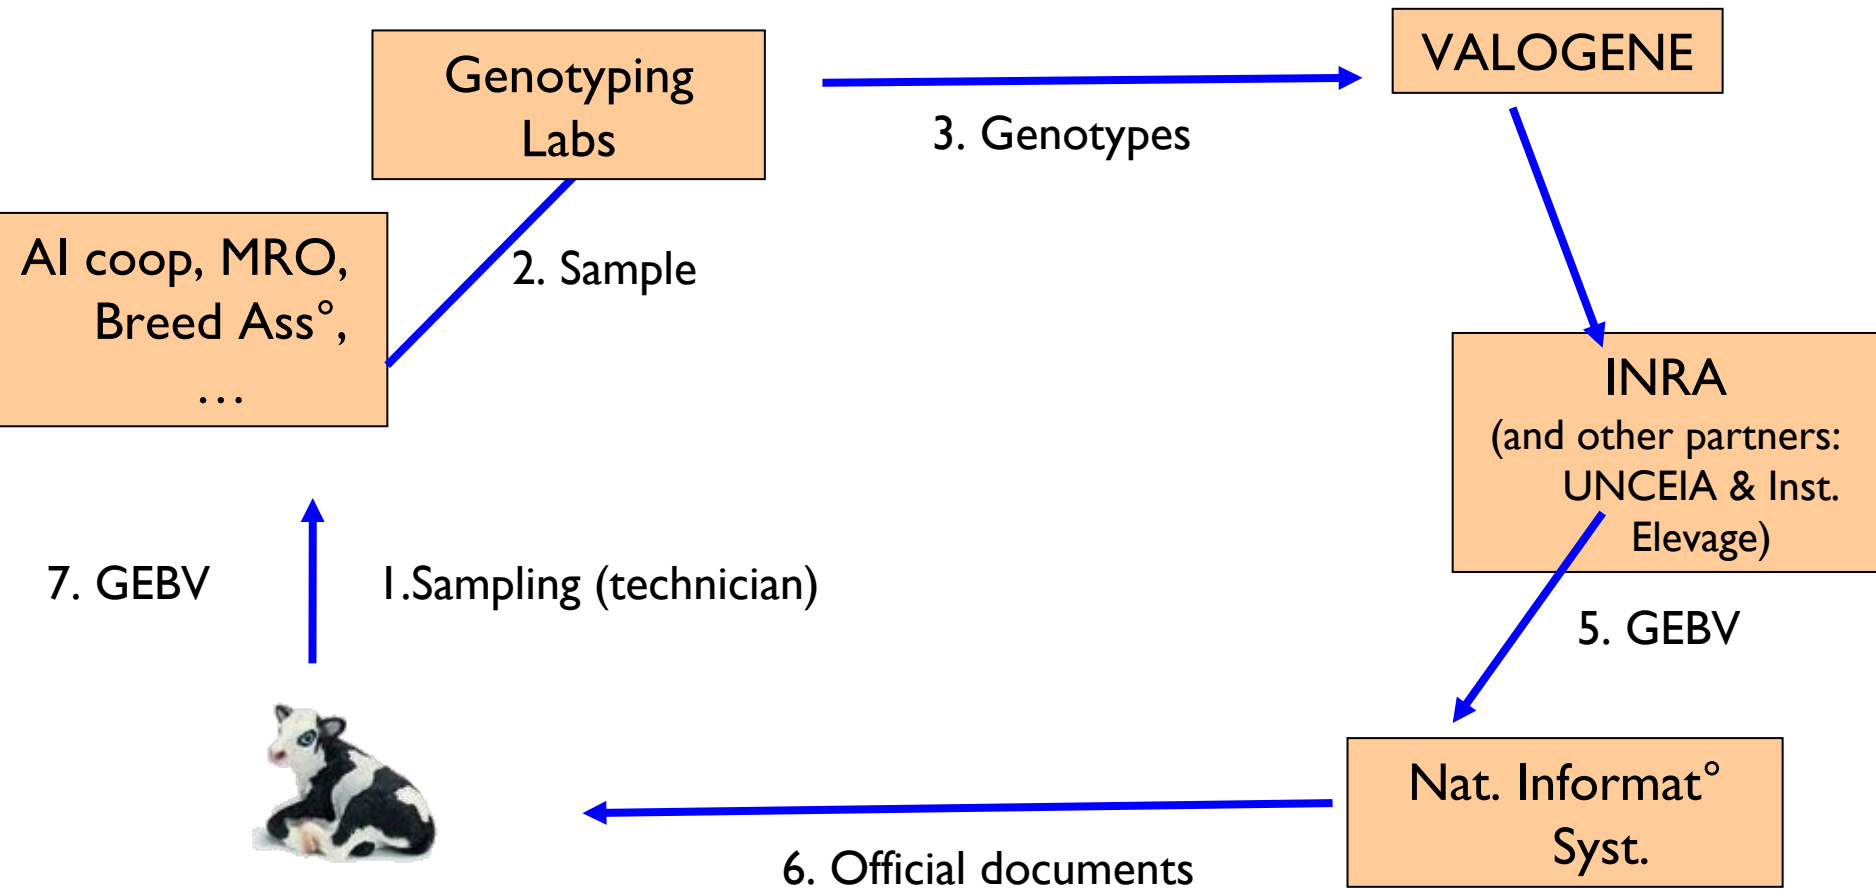 Genotyping
Labs
3. Genotypes
VALOGENE
AI coop, MRO,
Breed Ass°,
…
2. Sample
INRA
(and other partners:
UNCEIA & Inst.
Elevage)
7. GEBV
1.Sampling (technician)
5. GEBV
Nat. Informat°
Syst.
6. Official documents